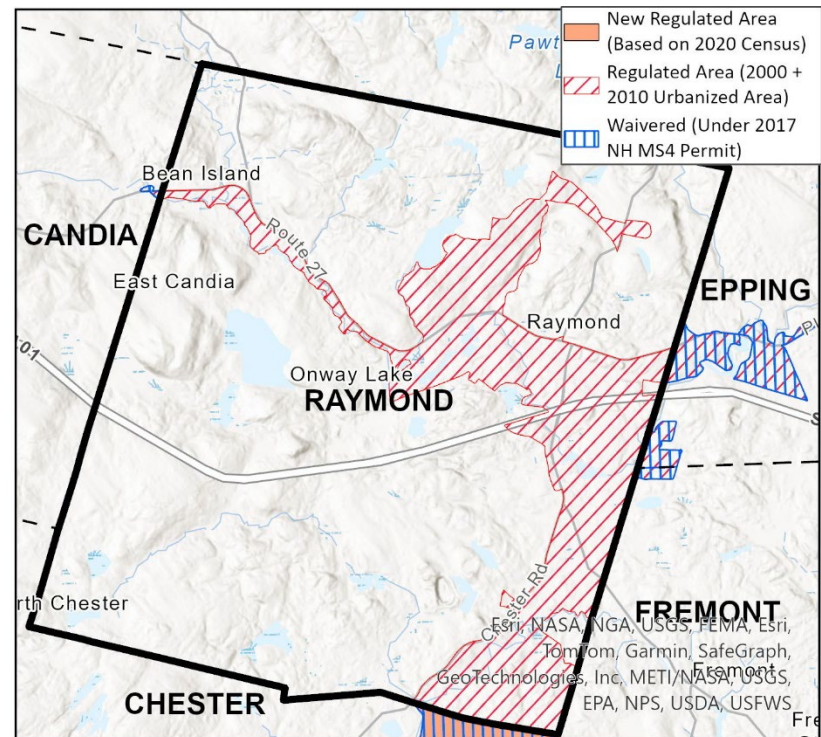 New Regulated Area
(Based on 2020 Census)
Regulated Area (2000 +
2010 Urbanized Area)
Waivered (Under 2017
NH MS4 Permit)
Pawt
Bean Island
CANDIA
Route 27
East Candia
EPPING
Raymond
101
Onway Lake
RAYMOND
S
rth Chester
Chester Rd
FREMONT
Esri, NASA, NGA, USGS, FEMA, Esri,
TomTom, Garmin, SafeGraph,
GeoTechnologies, Inc. METI/NASA, USGS,
EPA, NPS, USDA, USFWS
Fremont
CHESTER
Fre